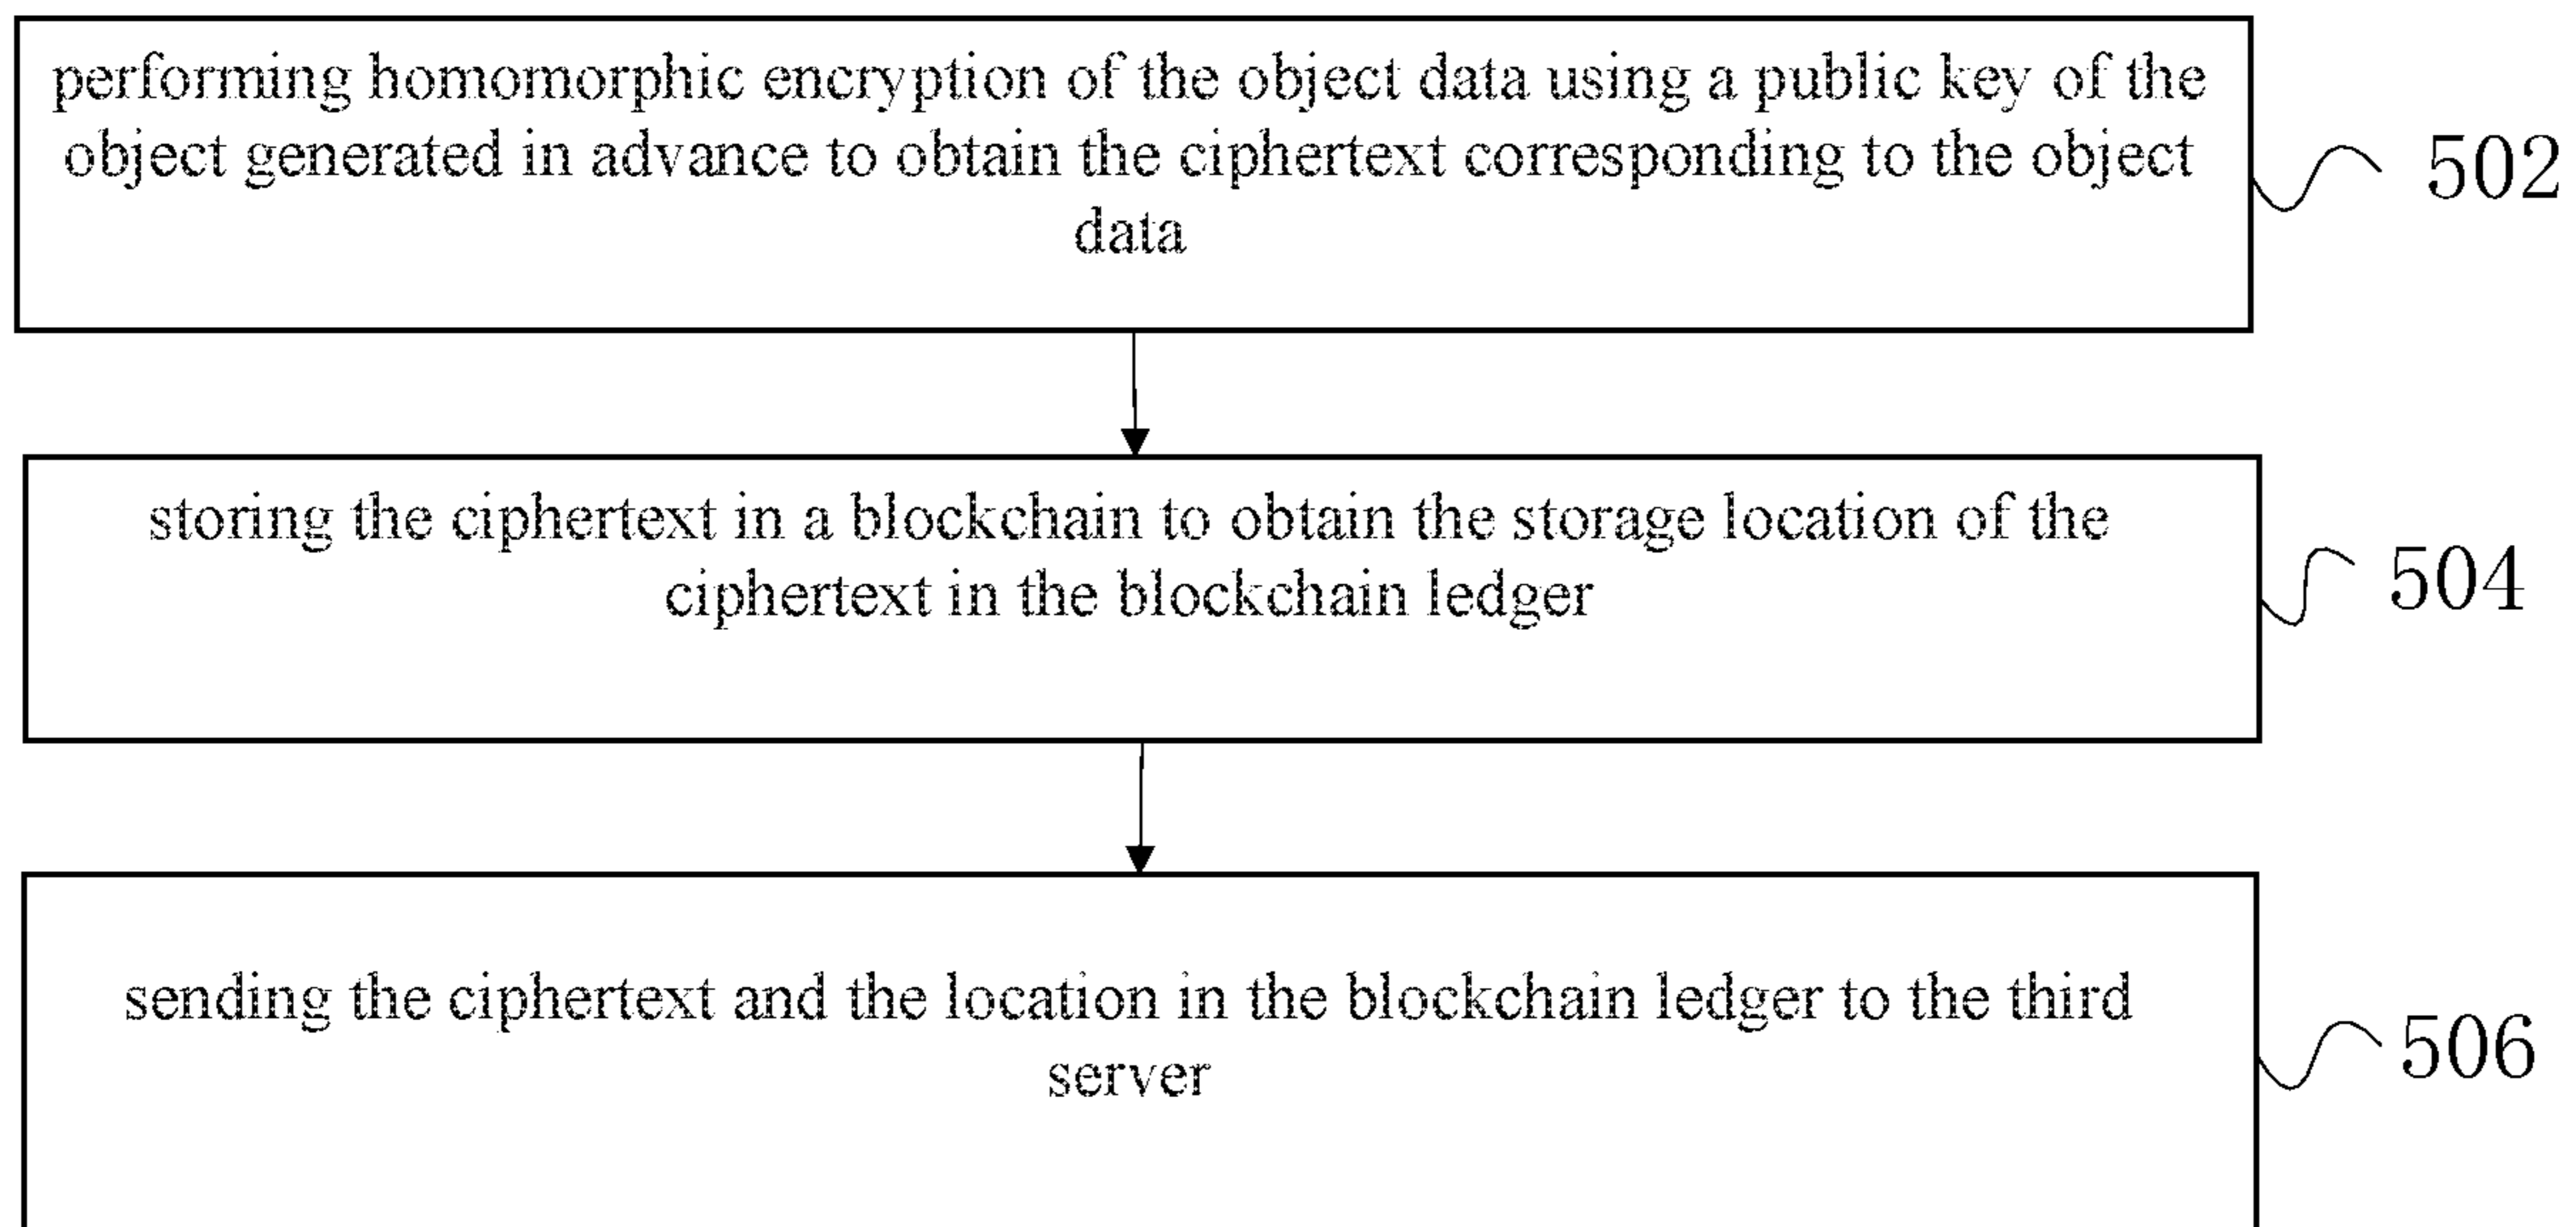 performing homomorphic encryption of the object data using a public key of the
object generated in advance to obtain the ciphertext corresponding to the object
data
502
storing the ciphertext in a blockchain to obtain the storage location of the
ciphertext in the blockchain ledger
504
sending the ciphertext and the location in the blockchain ledger to the third
server
506